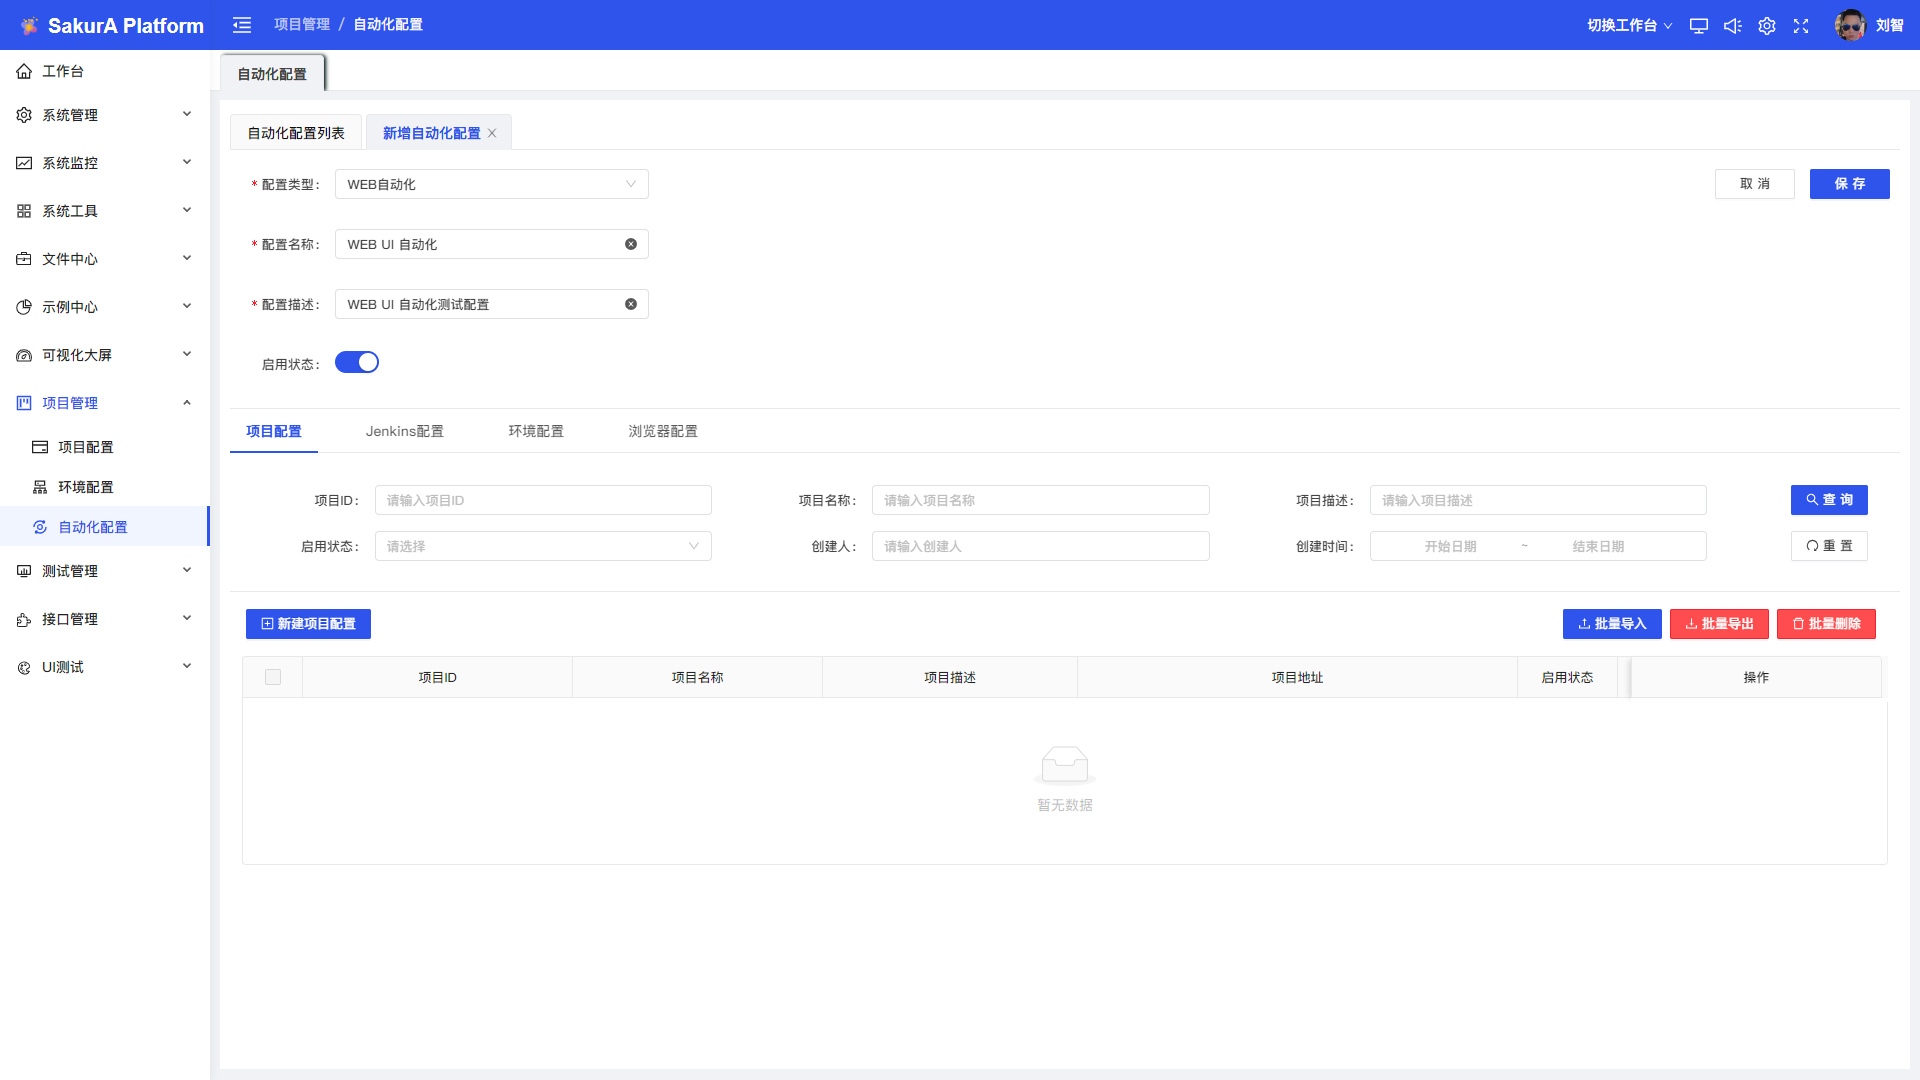 SakurA Platform
项目管理 / 自动化配置
切换工作台
刘智
工作台
系统管理
系统监控
系统工具
文件中心
示例中心
可视化大屏
项目管理
项目配置
环境配置
自动化配置
测试管理
接口管理
UI测试
自动化配置
自动化配置列表
新增自动化配置
* 配置类型: WEB自动化
取 消
保 存
* 配置名称: WEB UI 自动化
* 配置描述: WEB UI 自动化测试配置
启用状态:
项目配置
Jenkins配置
环境配置
浏览器配置
项目ID: 请输入项目ID
项目名称: 请输入项目名称
项目描述: 请输入项目描述
查 询
启用状态: 请选择
创建人: 请输入创建人
创建时间: 开始日期 ~ 结束日期
重 置
新建项目配置
批量导入
批量导出
批量删除
项目ID
项目名称
项目描述
项目地址
启用状态
操作
暂无数据